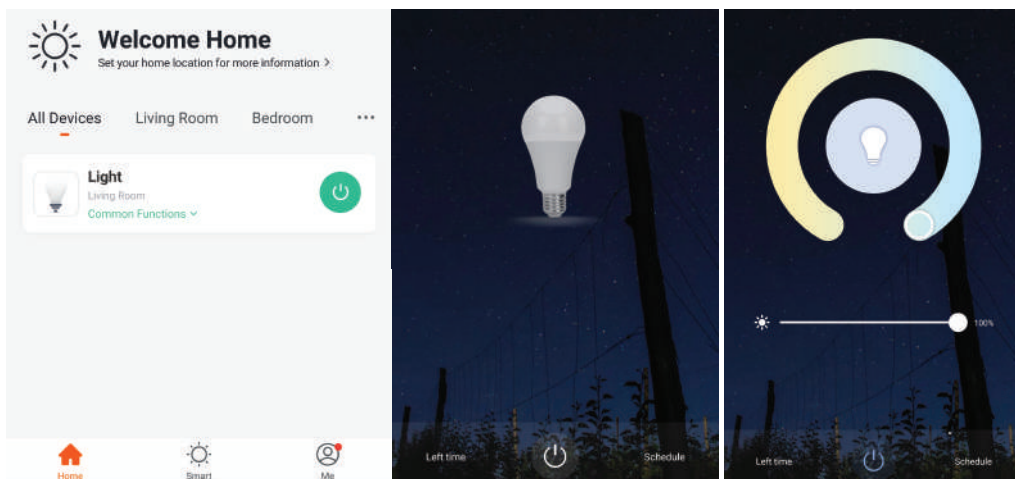 Welcome Home
Set your home location for more information >
All Devices Living Room Bedroom
Light
Living Room
Common Functions
Home Smart Me
Left time Schedule
100%
Left time Schedule